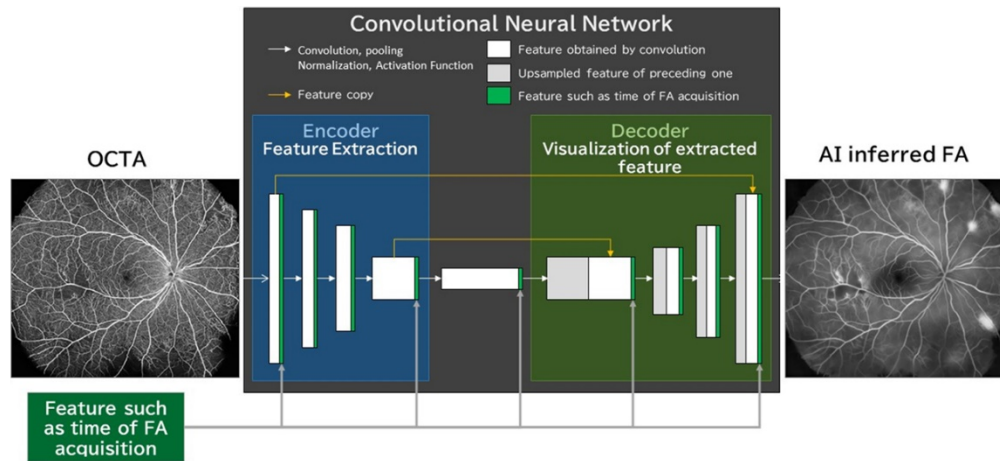 Convolutional Neural Network
Convolution, pooling
Normalization, Activation Function
Feature copy
Feature obtained by convolution
Upsampled feature of preceding one
Feature such as time of FA acquisition
OCTA
Encoder
Feature Extraction
Decoder
Visualization of extracted
feature
AI inferred FA
Feature such
as time of FA
acquisition